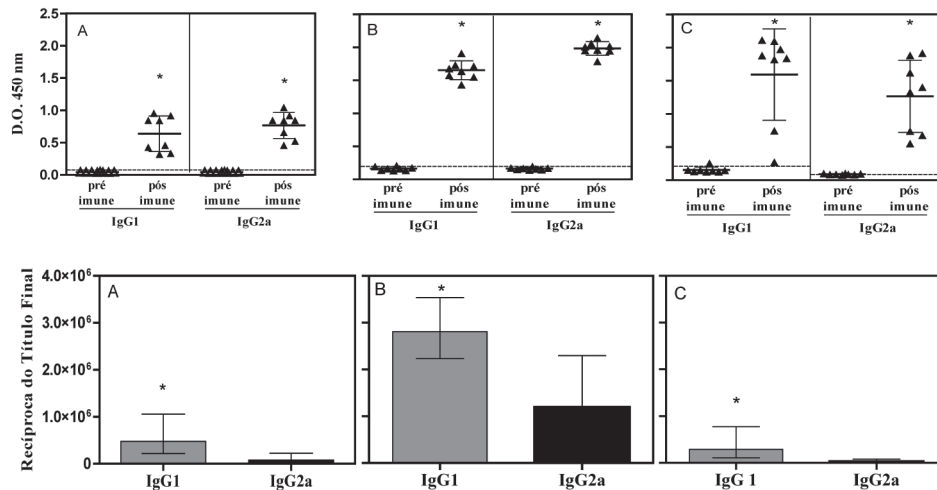 A
B
C
*
*
*
*
*
*
D.O. 450 nm
2.5
2.0
1.5
1.0
0.5
0.0
pré imune
pós imune
pré imune
pós imune
pré imune
pós imune
pré imune
pós imune
pré imune
pós imune
pré imune
pós imune
IgG1
IgG2a
IgG1
IgG2a
IgG1
IgG2a
Recíproca do Título Final
4.0×10⁶
3.0×10⁶
2.0×10⁶
1.0×10⁶
0
A
B
C
*
*
*
IgG1
IgG2a
IgG1
IgG2a
IgG 1
IgG2a